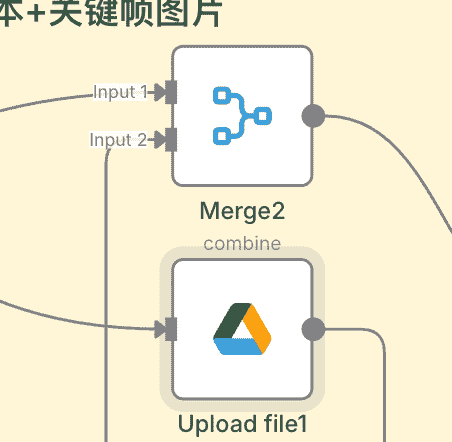 本+关键帧图片
Input 1
Input 2
Merge2
combine
Upload file1